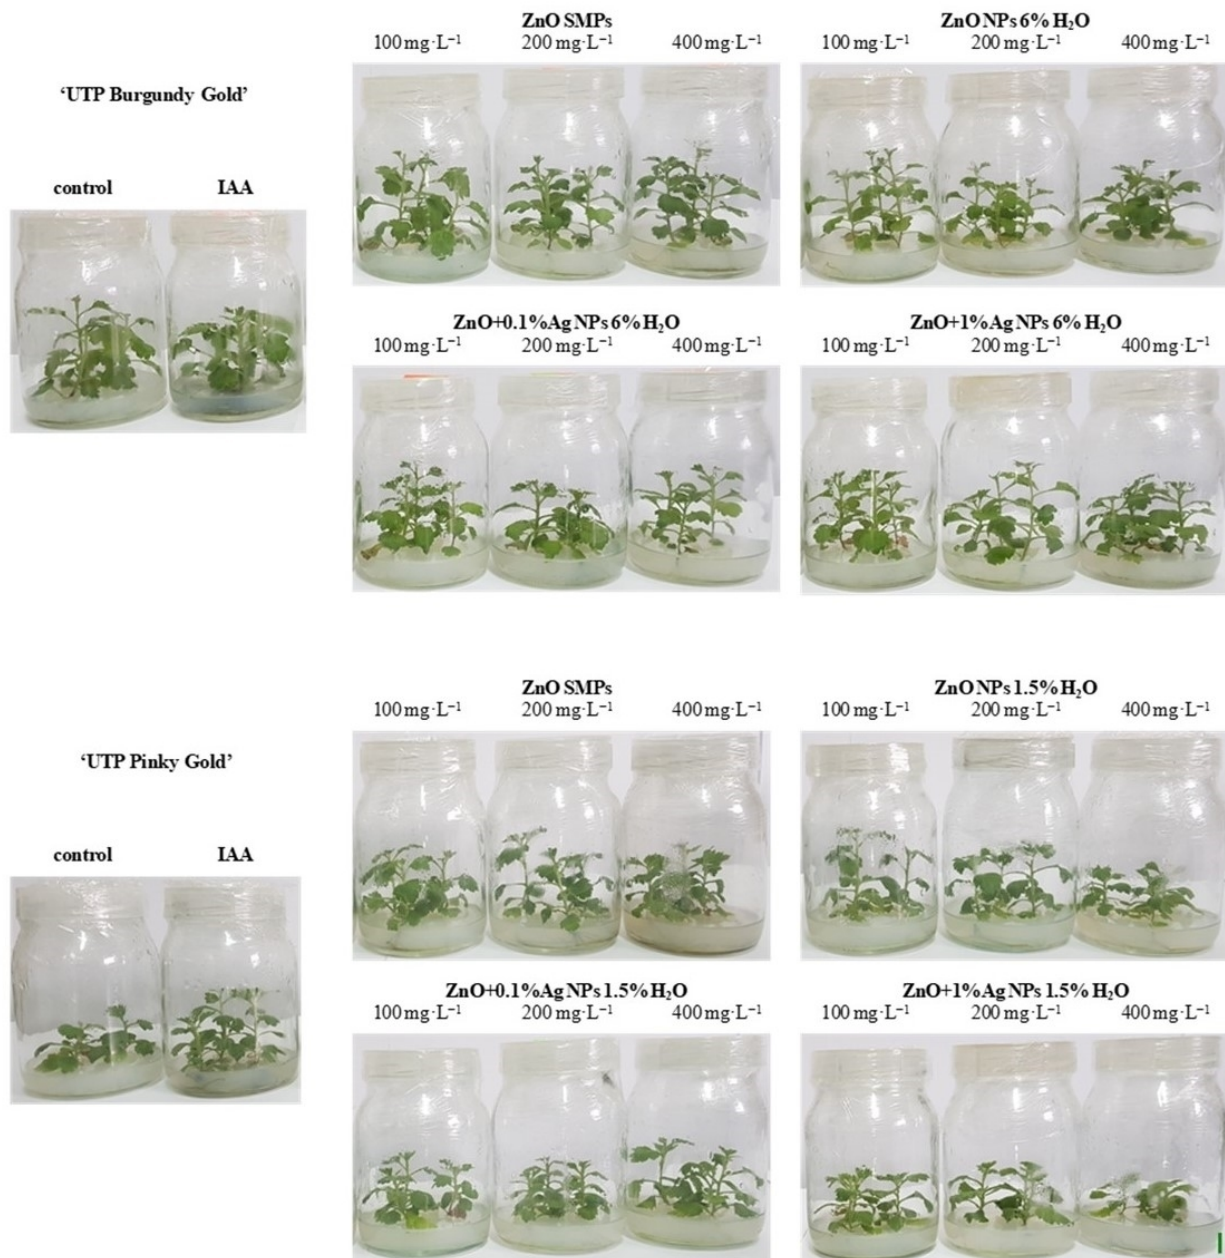 ZnO SMPs
100 mg·L⁻¹ 200 mg·L⁻¹ 400 mg·L⁻¹
ZnO NPs 6% H₂O
100 mg·L⁻¹ 200 mg·L⁻¹ 400 mg·L⁻¹
‘UTP Burgundy Gold’
control IAA
ZnO+0.1%Ag NPs 6% H₂O
100 mg·L⁻¹ 200 mg·L⁻¹ 400 mg·L⁻¹
ZnO+1%Ag NPs 6% H₂O
100 mg·L⁻¹ 200 mg·L⁻¹ 400 mg·L⁻¹
ZnO SMPs
100 mg·L⁻¹ 200 mg·L⁻¹ 400 mg·L⁻¹
ZnO NPs 1.5% H₂O
100 mg·L⁻¹ 200 mg·L⁻¹ 400 mg·L⁻¹
‘UTP Pinky Gold’
control IAA
ZnO+0.1%Ag NPs 1.5% H₂O
100 mg·L⁻¹ 200 mg·L⁻¹ 400 mg·L⁻¹
ZnO+1%Ag NPs 1.5% H₂O
100 mg·L⁻¹ 200 mg·L⁻¹ 400 mg·L⁻¹